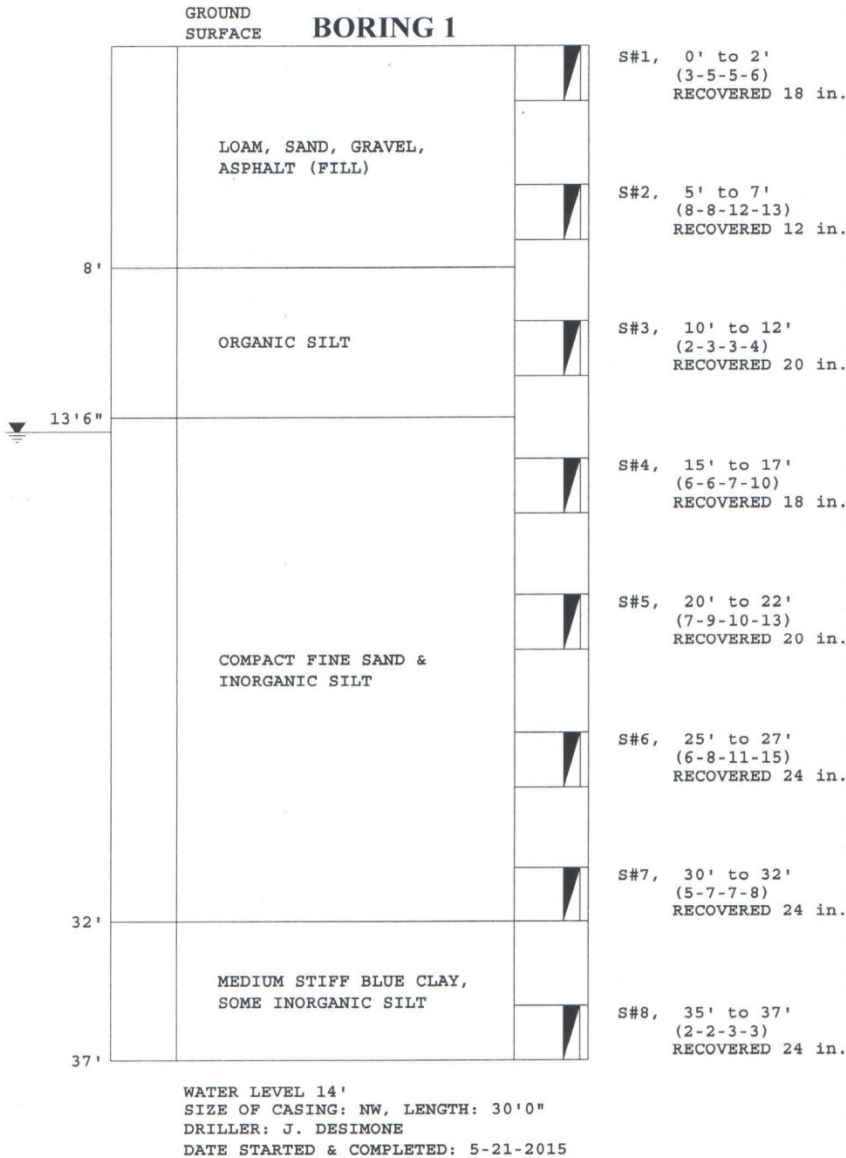 GROUND
SURFACE
BORING 1
S#1, 0' to 2'
(3-5-5-6)
RECOVERED 18 in.
LOAM, SAND, GRAVEL,
ASPHALT (FILL)
S#2, 5' to 7'
(8-8-12-13)
RECOVERED 12 in.
8'
S#3, 10' to 12'
(2-3-3-4)
RECOVERED 20 in.
ORGANIC SILT
13'6"
S#4, 15' to 17'
(6-6-7-10)
RECOVERED 18 in.
S#5, 20' to 22'
(7-9-10-13)
RECOVERED 20 in.
COMPACT FINE SAND &
INORGANIC SILT
S#6, 25' to 27'
(6-8-11-15)
RECOVERED 24 in.
S#7, 30' to 32'
(5-7-7-8)
RECOVERED 24 in.
32'
MEDIUM STIFF BLUE CLAY,
SOME INORGANIC SILT
S#8, 35' to 37'
(2-2-3-3)
RECOVERED 24 in.
37'
WATER LEVEL 14'
SIZE OF CASING: NW, LENGTH: 30'0"
DRILLER: J. DESIMONE
DATE STARTED & COMPLETED: 5-21-2015